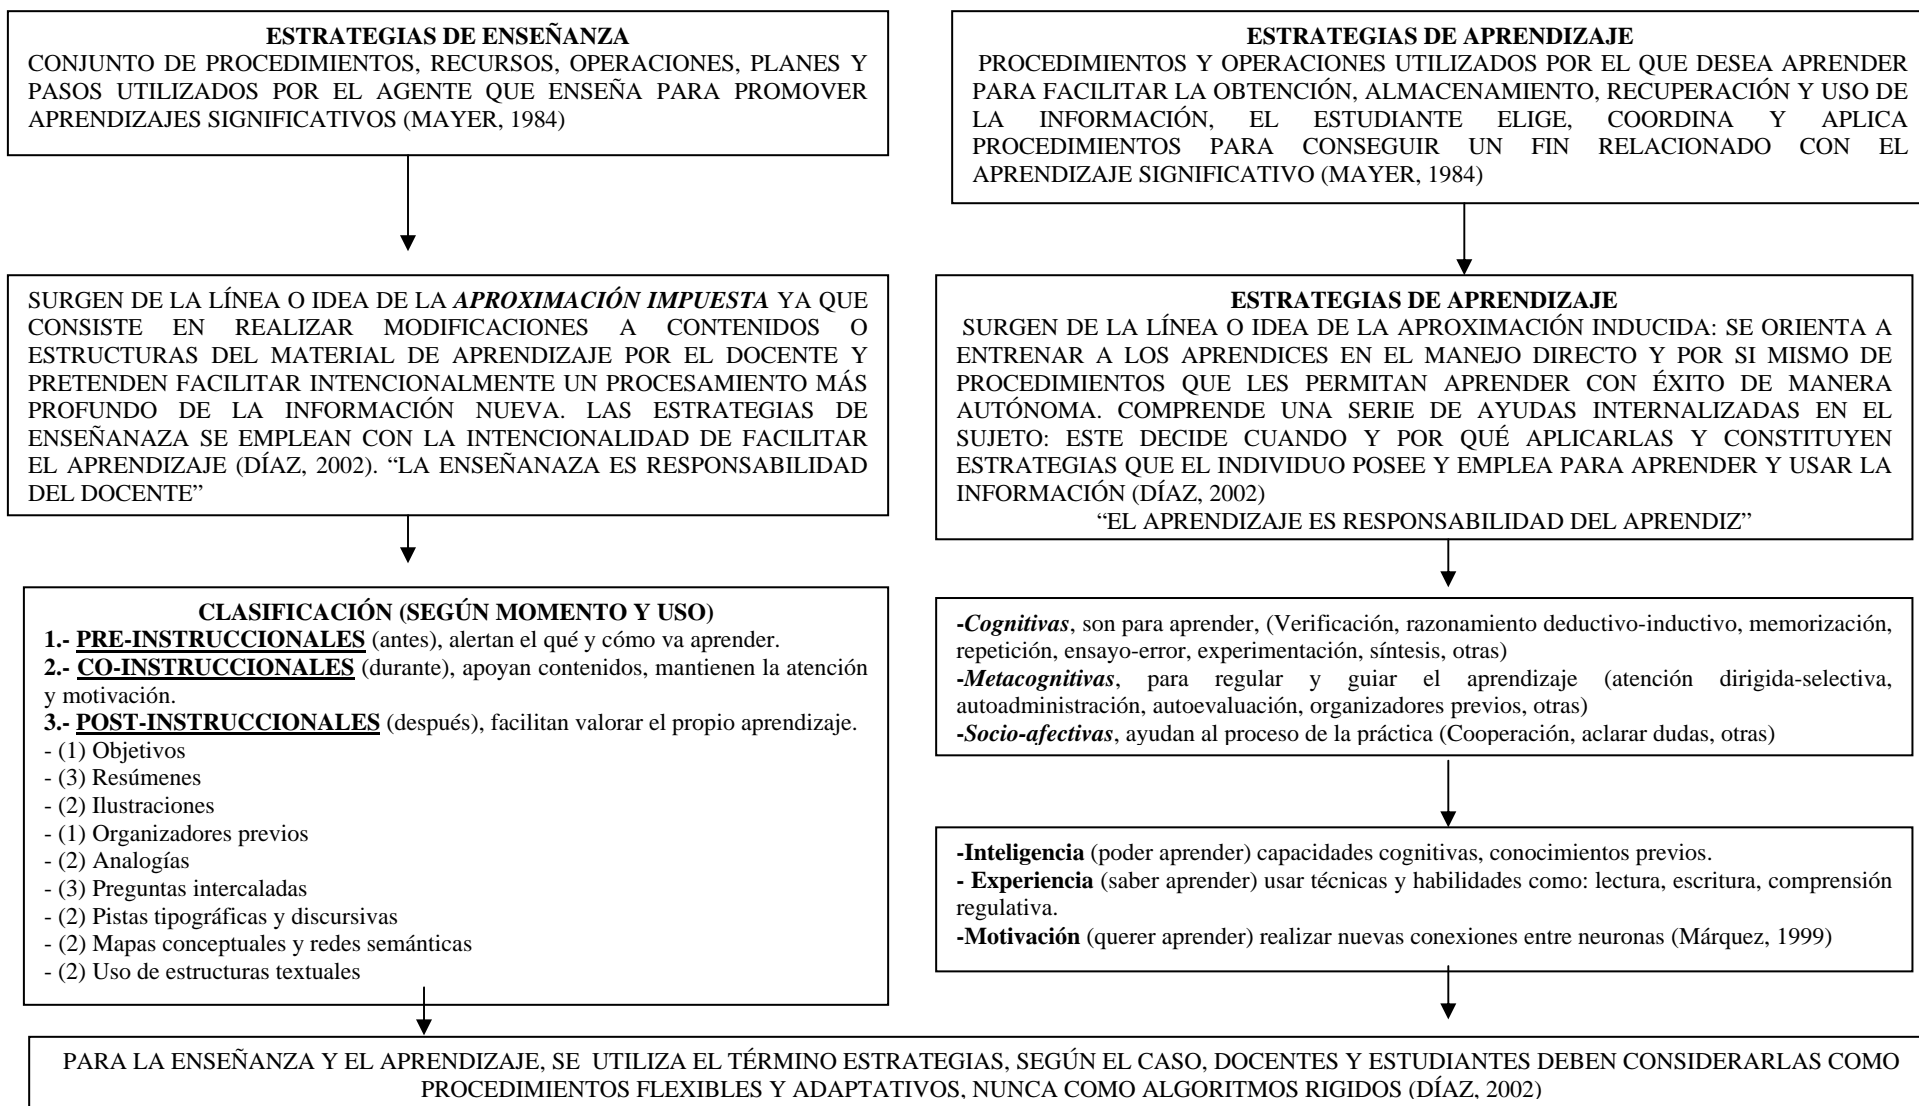 ESTRATEGIAS DE ENSEÑANZA
CONJUNTO DE PROCEDIMIENTOS, RECURSOS, OPERACIONES, PLANES Y
PASOS UTILIZADOS POR EL AGENTE QUE ENSEÑA PARA PROMOVER
APRENDIZAJES SIGNIFICATIVOS (MAYER, 1984)
SURGEN DE LA LÍNEA O IDEA DE LA APROXIMACIÓN IMPUESTA YA QUE
CONSISTE EN REALIZAR MODIFICACIONES A CONTENIDOS O
ESTRUCTURAS DEL MATERIAL DE APRENDIZAJE POR EL DOCENTE Y
PRETENDEN FACILITAR INTENCIONALMENTE UN PROCESAMIENTO MÁS
PROFUNDO DE LA INFORMACIÓN NUEVA. LAS ESTRATEGIAS DE
ENSEÑANAZA SE EMPLEAN CON LA INTENCIONALIDAD DE FACILITAR
EL APRENDIZAJE (DÍAZ, 2002). “LA ENSEÑANAZA ES RESPONSABILIDAD
DEL DOCENTE”
CLASIFICACIÓN (SEGÚN MOMENTO Y USO)
1.- PRE-INSTRUCCIONALES (antes), alertan el qué y cómo va aprender.
2.- CO-INSTRUCCIONALES (durante), apoyan contenidos, mantienen la atención
y motivación.
3.- POST-INSTRUCCIONALES (después), facilitan valorar el propio aprendizaje.
- (1) Objetivos
- (3) Resúmenes
- (2) Ilustraciones
- (1) Organizadores previos
- (2) Analogías
- (3) Preguntas intercaladas
- (2) Pistas tipográficas y discursivas
- (2) Mapas conceptuales y redes semánticas
- (2) Uso de estructuras textuales
ESTRATEGIAS DE APRENDIZAJE
PROCEDIMIENTOS Y OPERACIONES UTILIZADOS POR EL QUE DESEA APRENDER
PARA FACILITAR LA OBTENCIÓN, ALMACENAMIENTO, RECUPERACIÓN Y USO DE
LA INFORMACIÓN, EL ESTUDIANTE ELIGE, COORDINA Y APLICA
PROCEDIMIENTOS PARA CONSEGUIR UN FIN RELACIONADO CON EL
APRENDIZAJE SIGNIFICATIVO (MAYER, 1984)
ESTRATEGIAS DE APRENDIZAJE
SURGEN DE LA LÍNEA O IDEA DE LA APROXIMACIÓN INDUCIDA: SE ORIENTA A
ENTRENAR A LOS APRENDICES EN EL MANEJO DIRECTO Y POR SI MISMO DE
PROCEDIMIENTOS QUE LES PERMITAN APRENDER CON ÉXITO DE MANERA
AUTÓNOMA. COMPRENDE UNA SERIE DE AYUDAS INTERNALIZADAS EN EL
SUJETO: ESTE DECIDE CUANDO Y POR QUÉ APLICARLAS Y CONSTITUYEN
ESTRATEGIAS QUE EL INDIVIDUO POSEE Y EMPLEA PARA APRENDER Y USAR LA
INFORMACIÓN (DÍAZ, 2002)
“EL APRENDIZAJE ES RESPONSABILIDAD DEL APRENDIZ”
-Cognitivas, son para aprender, (Verificación, razonamiento deductivo-inductivo, memorización,
repetición, ensayo-error, experimentación, síntesis, otras)
-Metacognitivas, para regular y guiar el aprendizaje (atención dirigida-selectiva,
autoadministración, autoevaluación, organizadores previos, otras)
-Socio-afectivas, ayudan al proceso de la práctica (Cooperación, aclarar dudas, otras)
-Inteligencia (poder aprender) capacidades cognitivas, conocimientos previos.
- Experiencia (saber aprender) usar técnicas y habilidades como: lectura, escritura, comprensión
regulativa.
-Motivación (querer aprender) realizar nuevas conexiones entre neuronas (Márquez, 1999)
PARA LA ENSEÑANZA Y EL APRENDIZAJE, SE UTILIZA EL TÉRMINO ESTRATEGIAS, SEGÚN EL CASO, DOCENTES Y ESTUDIANTES DEBEN CONSIDERARLAS COMO
PROCEDIMIENTOS FLEXIBLES Y ADAPTATIVOS, NUNCA COMO ALGORITMOS RIGIDOS (DÍAZ, 2002)